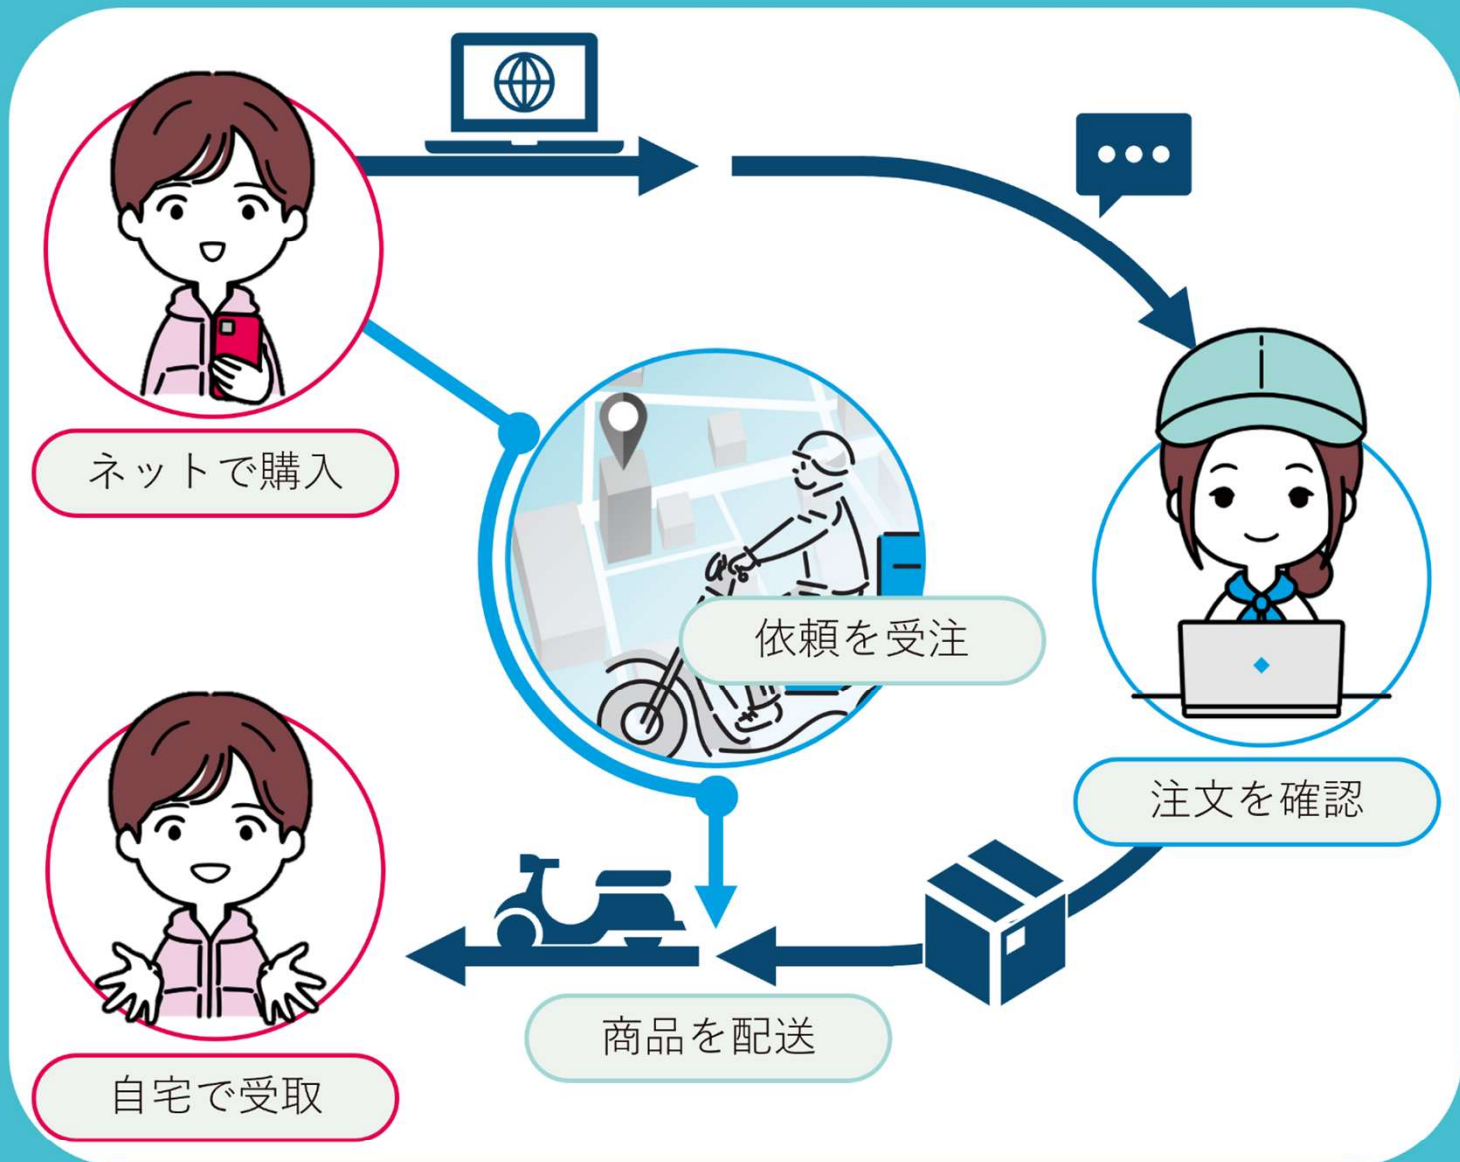 ネットで購入
依頼を受注
注文を確認
商品を配送
自宅で受取